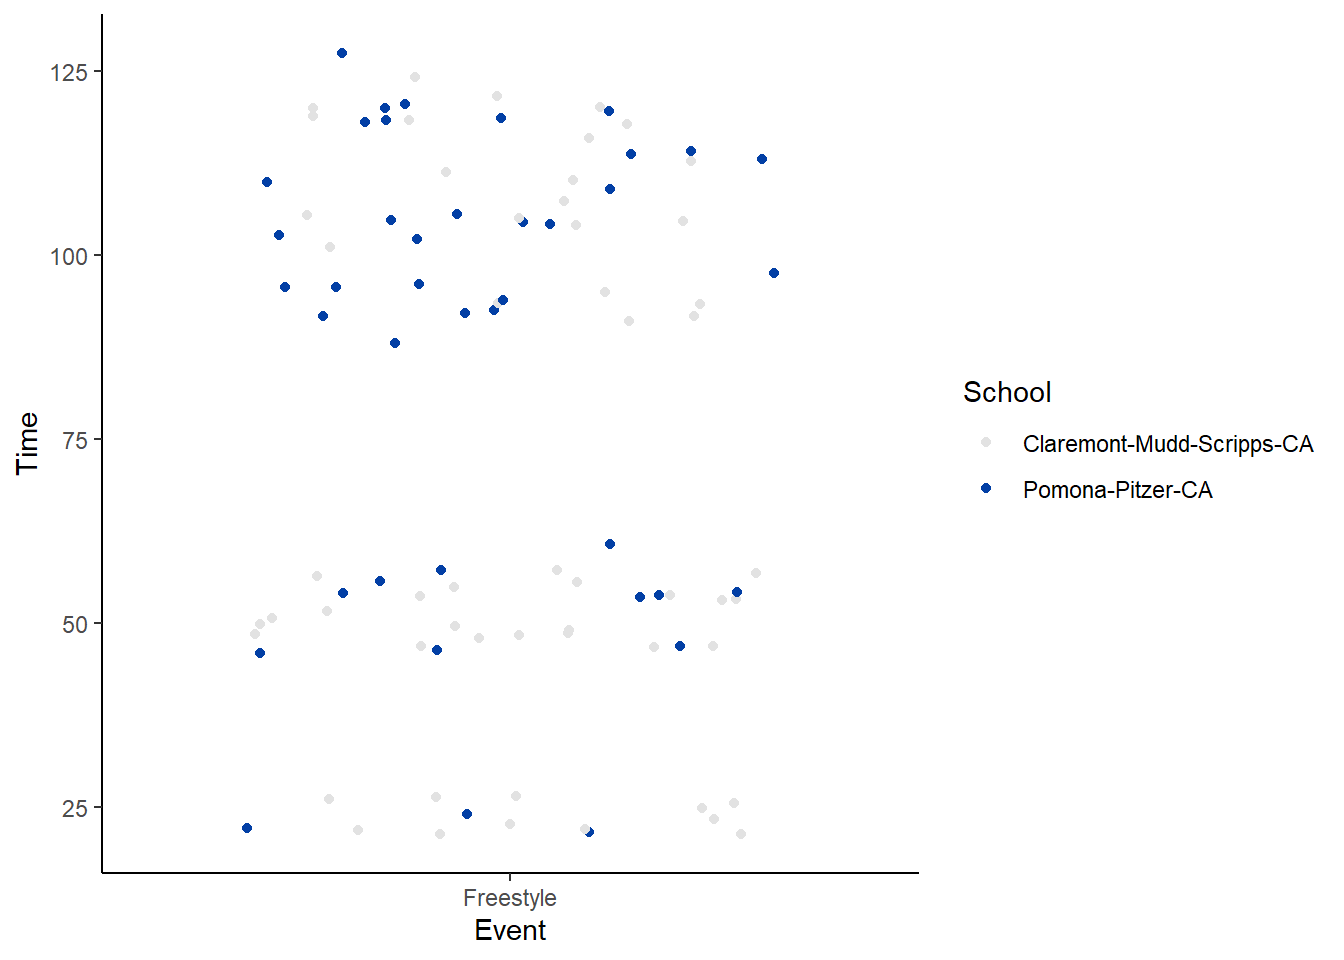 125
100
75
50
25
Time
Freestyle
Event
School
Claremont-Mudd-Scripps-CA
Pomona-Pitzer-CA